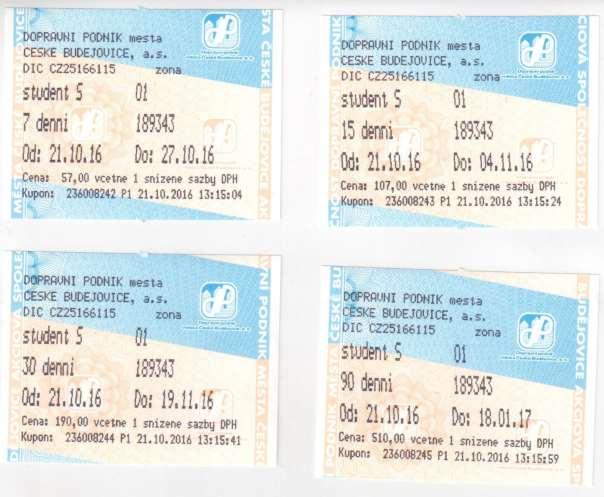 DOPRAVNI PODNIK mesta
CESKE BUDEJOVICE, a.s.
DIC CZ25166115 zona
student S 01
7 denni 189343
Od: 21.10.16 Do: 27.10.16
Cena: 57,00 vcetne 1 snizene sazby DPH
Kupon: 236008242 P1 21.10.2016 13:15:04
DOPRAVNI PODNIK mesta
CESKE BUDEJOVICE, a.s.
DIC CZ25166115 zona
student S 01
15 denni 189343
Od: 21.10.16 Do: 04.11.16
Cena: 107,00 vcetne 1 snizene sazby DPH
Kupon: 236008243 P1 21.10.2016 13:15:24
DOPRAVNI PODNIK mesta
CESKE BUDEJOVICE, a.s.
DIC CZ25166115 zona
student S 01
30 denni 189343
Od: 21.10.16 Do: 19.11.16
Cena: 190,00 vcetne 1 snizene sazby DPH
Kupon: 236008244 P1 21.10.2016 13:15:41
DOPRAVNI PODNIK mesta
CESKE BUDEJOVICE, a.s.
DIC CZ25166115 zona
student S 01
90 denni 189343
Od: 21.10.16 Do: 18.01.17
Cena: 510,00 vcetne 1 snizene sazby DPH
Kupon: 236008245 P1 21.10.2016 13:15:59